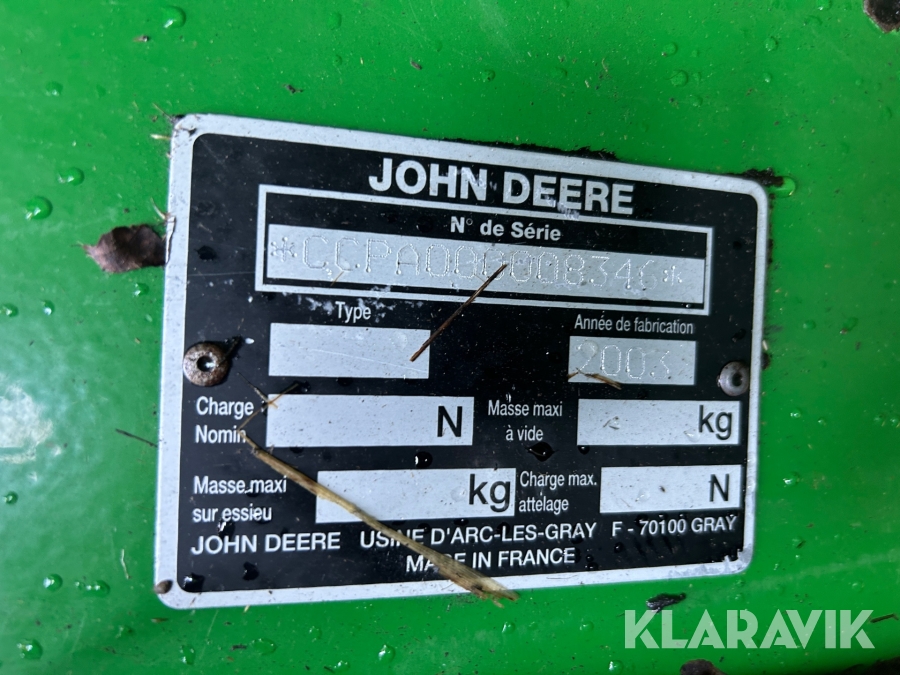 JOHN DEERE
N° de Série
*CCPA000008346*
Type
Année de fabrication
2003
Charge Nomin
N
Masse maxi à vide
kg
Masse maxi sur essieu
kg
Charge max. attelage
N
JOHN DEERE USINE D'ARC-LES-GRAY F - 70100 GRAY
MADE IN FRANCE
KLARAVIK